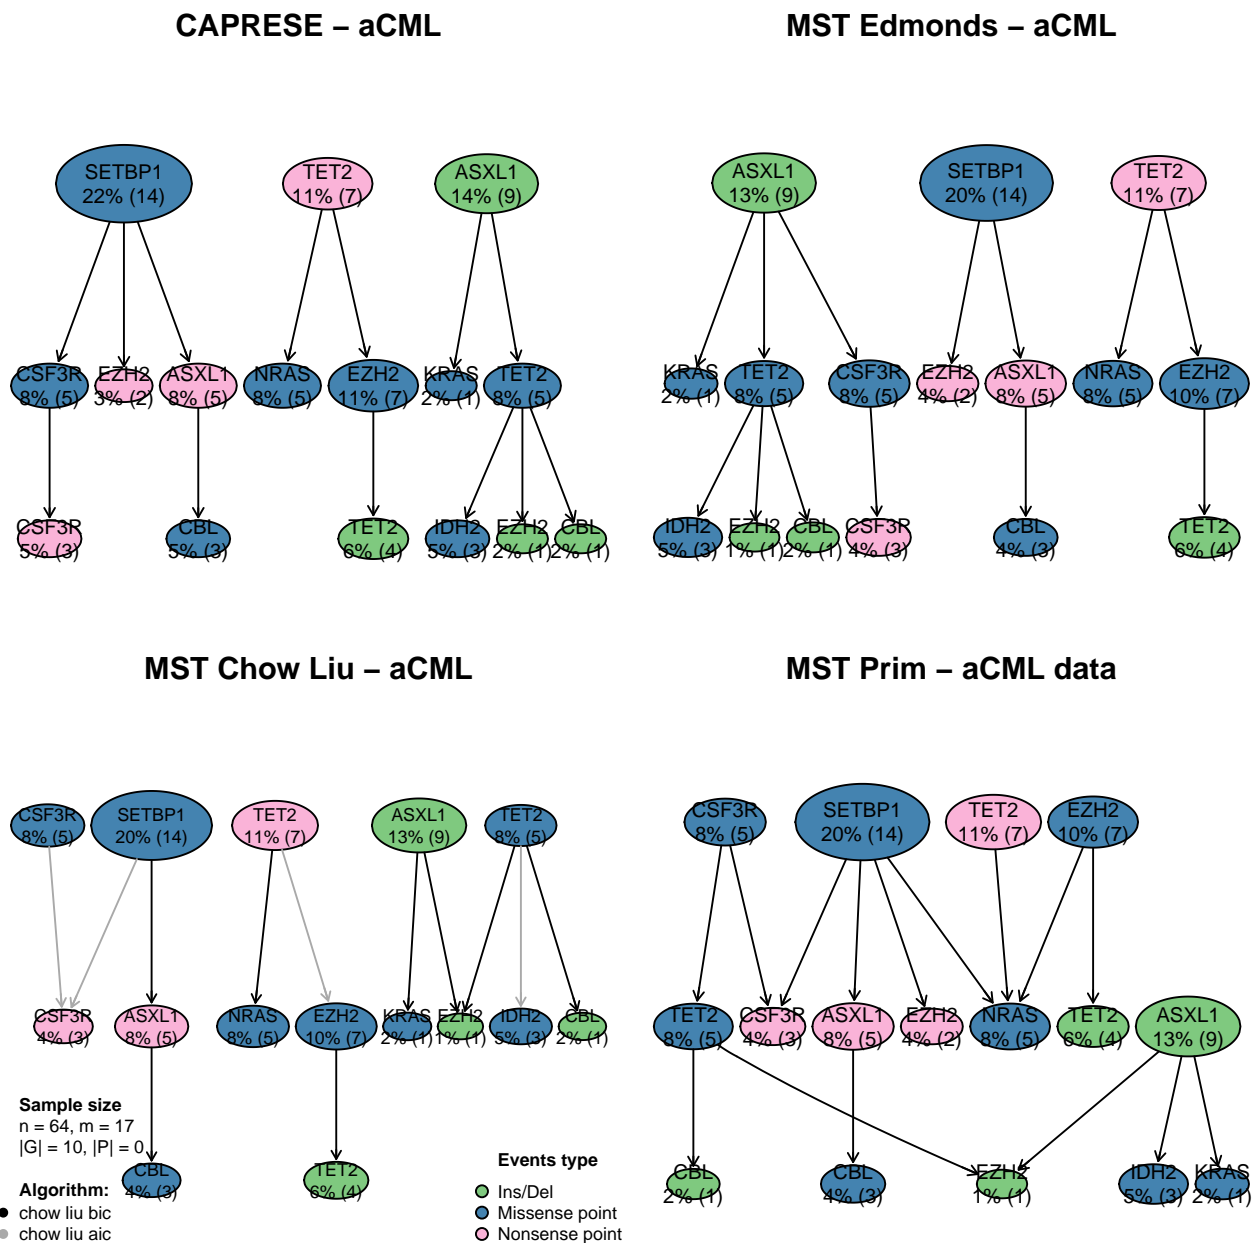 CAPRESE – aCML
SETBP1
22% (14)
TET2
11% (7)
ASXL1
14% (9)
CSF3R
8% (5)
EZH2
3% (2)
ASXL1
8% (5)
NRAS
8% (5)
EZH2
11% (7)
KRAS
2% (1)
TET2
8% (5)
CSF3R
5% (3)
CBL
5% (3)
TET2
6% (4)
IDH2
5% (3)
EZH2
2% (1)
CBL
2% (1)
MST Edmonds – aCML
ASXL1
13% (9)
SETBP1
20% (14)
TET2
11% (7)
KRAS
2% (1)
TET2
8% (5)
CSF3R
8% (5)
EZH2
4% (2)
ASXL1
8% (5)
NRAS
8% (5)
EZH2
10% (7)
IDH2
5% (3)
EZH2
1% (1)
CBL
2% (1)
CSF3R
4% (3)
CBL
4% (3)
TET2
6% (4)
MST Chow Liu – aCML
CSF3R
8% (5)
SETBP1
20% (14)
TET2
11% (7)
ASXL1
13% (9)
TET2
8% (5)
CSF3R
4% (3)
ASXL1
8% (5)
NRAS
8% (5)
EZH2
10% (7)
KRAS
2% (1)
EZH2
1% (1)
IDH2
5% (3)
CBL
2% (1)
CBL
4% (3)
TET2
6% (4)
Sample size
n = 64, m = 17
|G| = 10, |P| = 0
Algorithm:
chow liu bic
chow liu aic
Events type
Ins/Del
Missense point
Nonsense point
MST Prim – aCML data
CSF3R
8% (5)
SETBP1
20% (14)
TET2
11% (7)
EZH2
10% (7)
TET2
8% (5)
CSF3R
4% (3)
ASXL1
8% (5)
EZH2
4% (2)
NRAS
8% (5)
TET2
6% (4)
ASXL1
13% (9)
CBL
2% (1)
CBL
4% (3)
EZH2
1% (1)
IDH2
5% (3)
KRAS
2% (1)